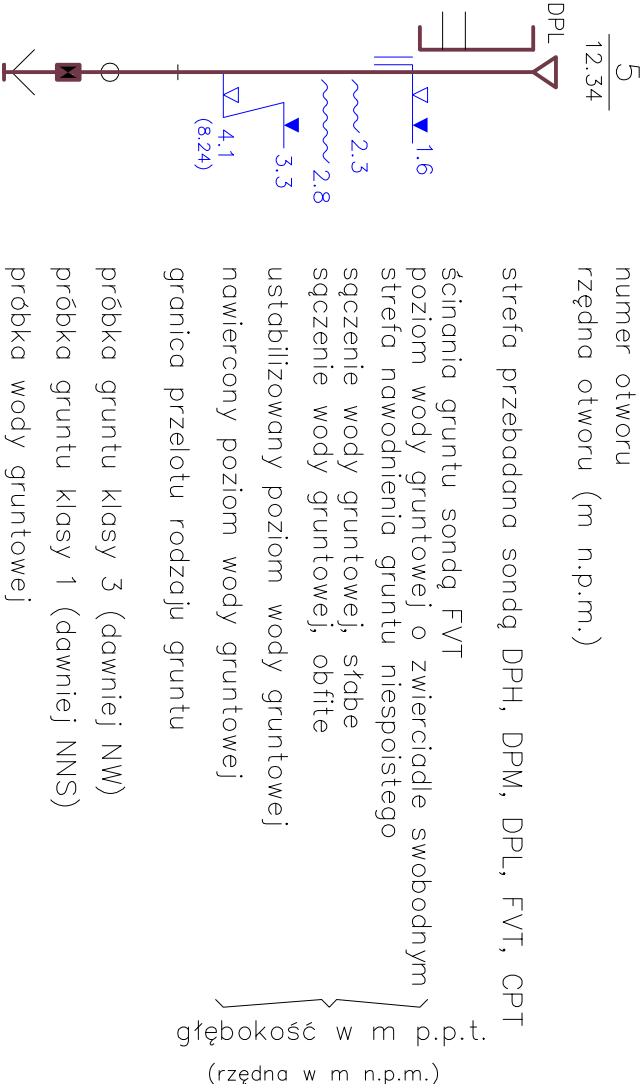 5
12.34
DPL
1.6
2.3
2.8
3.3
4.1
(8.24)
numer otworu
rzędna otworu (m n.p.m.)
strefa przebadana sondą DPH, DPM, DPL, FVT, CPT
ścinania gruntu sondą FVT
poziom wody gruntowej o zwierciadle swobodnym
strefa nawodnienia gruntu niespoistego
sączenie wody gruntowej, słabe
sączenie wody gruntowej, obfite
ustabilizowany poziom wody gruntowej
nawiercony poziom wody gruntowej
granica przelotu rodzaju gruntu
próbka gruntu klasy 3 (dawniej NW)
próbka gruntu klasy 1 (dawniej NNS)
próbka wody gruntowej
głębokość w m p.p.t.
(rzędna w m n.p.m.)